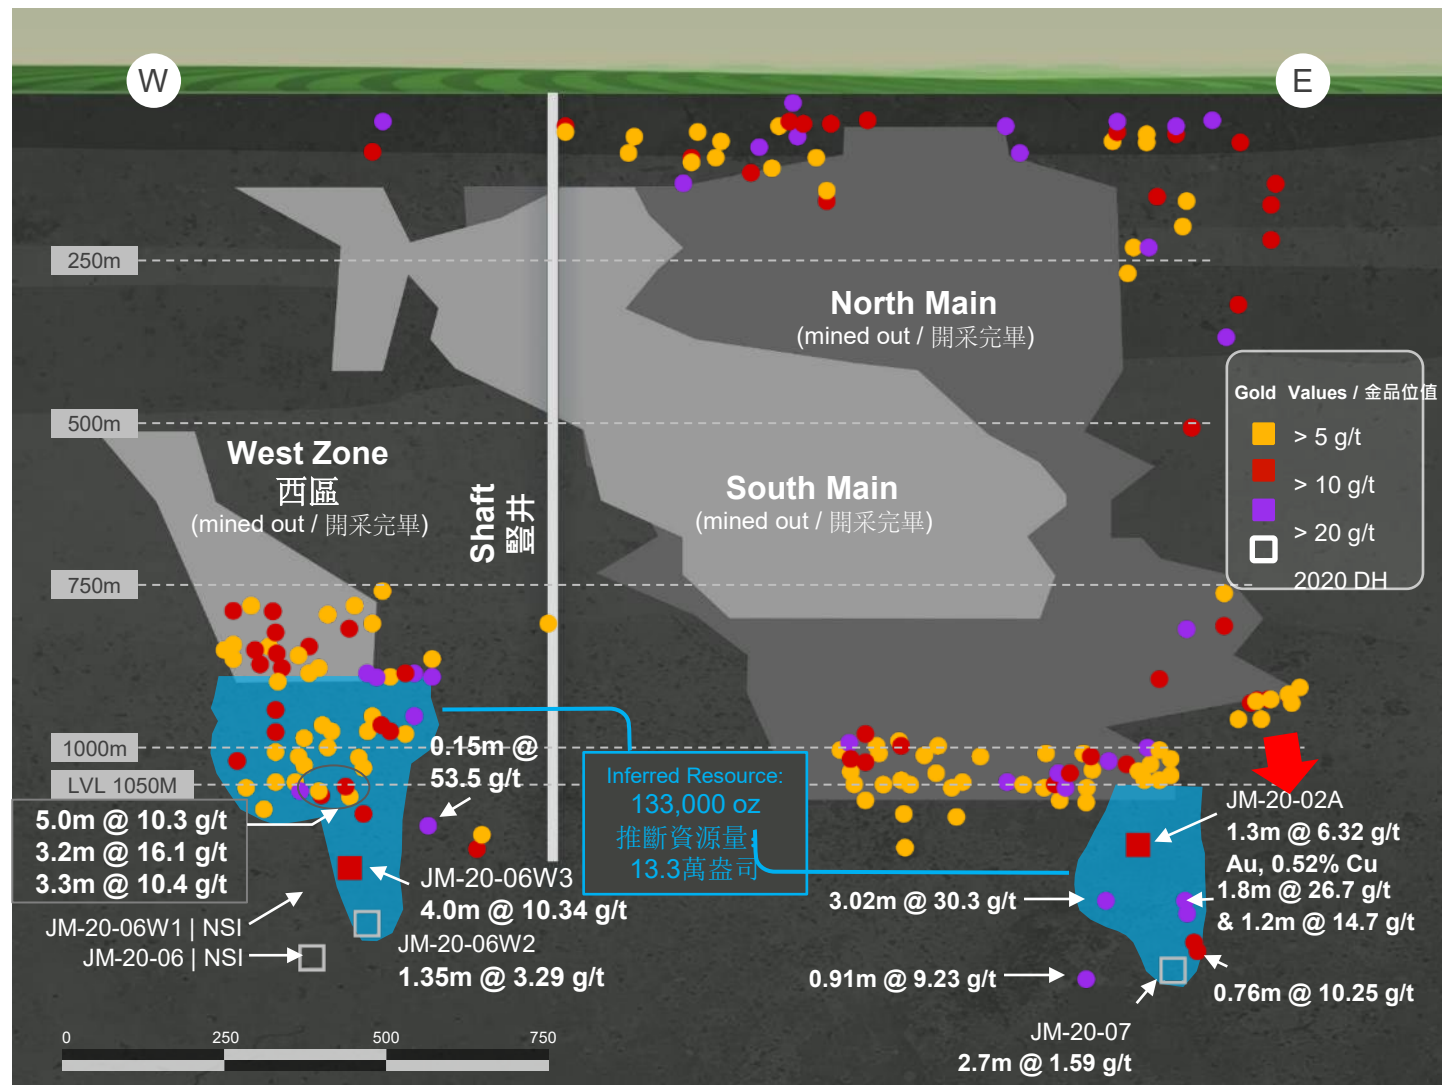 W
E
250m
North Main
(mined out / 開采完畢)
Gold Values / 金品位值
> 5 g/t
> 10 g/t
> 20 g/t
2020 DH
500m
West Zone
西區
(mined out / 開采完畢)
Shaft
豎井
South Main
(mined out / 開采完畢)
750m
1000m
LVL 1050M
0.15m @
53.5 g/t
Inferred Resource:
133,000 oz
推斷資源量:
13.3萬盎司
5.0m @ 10.3 g/t
3.2m @ 16.1 g/t
3.3m @ 10.4 g/t
JM-20-06W3
4.0m @ 10.34 g/t
JM-20-06W1 | NSI
JM-20-06 | NSI
JM-20-06W2
1.35m @ 3.29 g/t
JM-20-02A
1.3m @ 6.32 g/t
Au, 0.52% Cu
1.8m @ 26.7 g/t
& 1.2m @ 14.7 g/t
3.02m @ 30.3 g/t
0.91m @ 9.23 g/t
0.76m @ 10.25 g/t
JM-20-07
2.7m @ 1.59 g/t
0 250 500 750